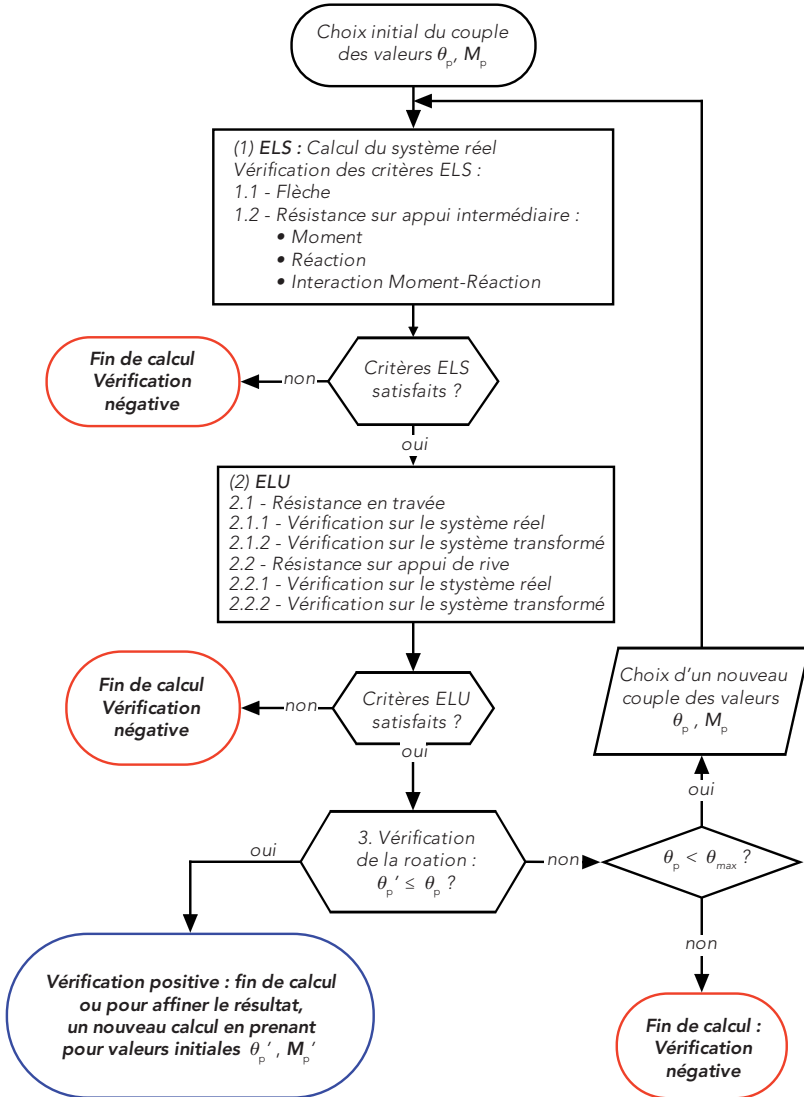 Choix initial du couple
des valeurs θp, Mp
(1) ELS : Calcul du système réel
Vérification des critères ELS :
1.1 - Flèche
1.2 - Résistance sur appui intermédiaire :
• Moment
• Réaction
• Interaction Moment-Réaction
Critères ELS
satisfaits ?
non
Fin de calcul
Vérification
négative
oui
(2) ELU
2.1 - Résistance en travée
2.1.1 - Vérification sur le système réel
2.1.2 - Vérification sur le système transformé
2.2 - Résistance sur appui de rive
2.2.1 - Vérification sur le stystème réel
2.2.2 - Vérification sur le système transformé
Critères ELU
satisfaits ?
non
Fin de calcul
Vérification
négative
oui
3. Vérification
de la roation :
θp' ≤ θp ?
oui
non
θp < θmax ?
oui
Choix d'un nouveau
couple des valeurs
θp , Mp
non
Fin de calcul :
Vérification
négative
Vérification positive : fin de calcul
ou pour affiner le résultat,
un nouveau calcul en prenant
pour valeurs initiales θp' , Mp'